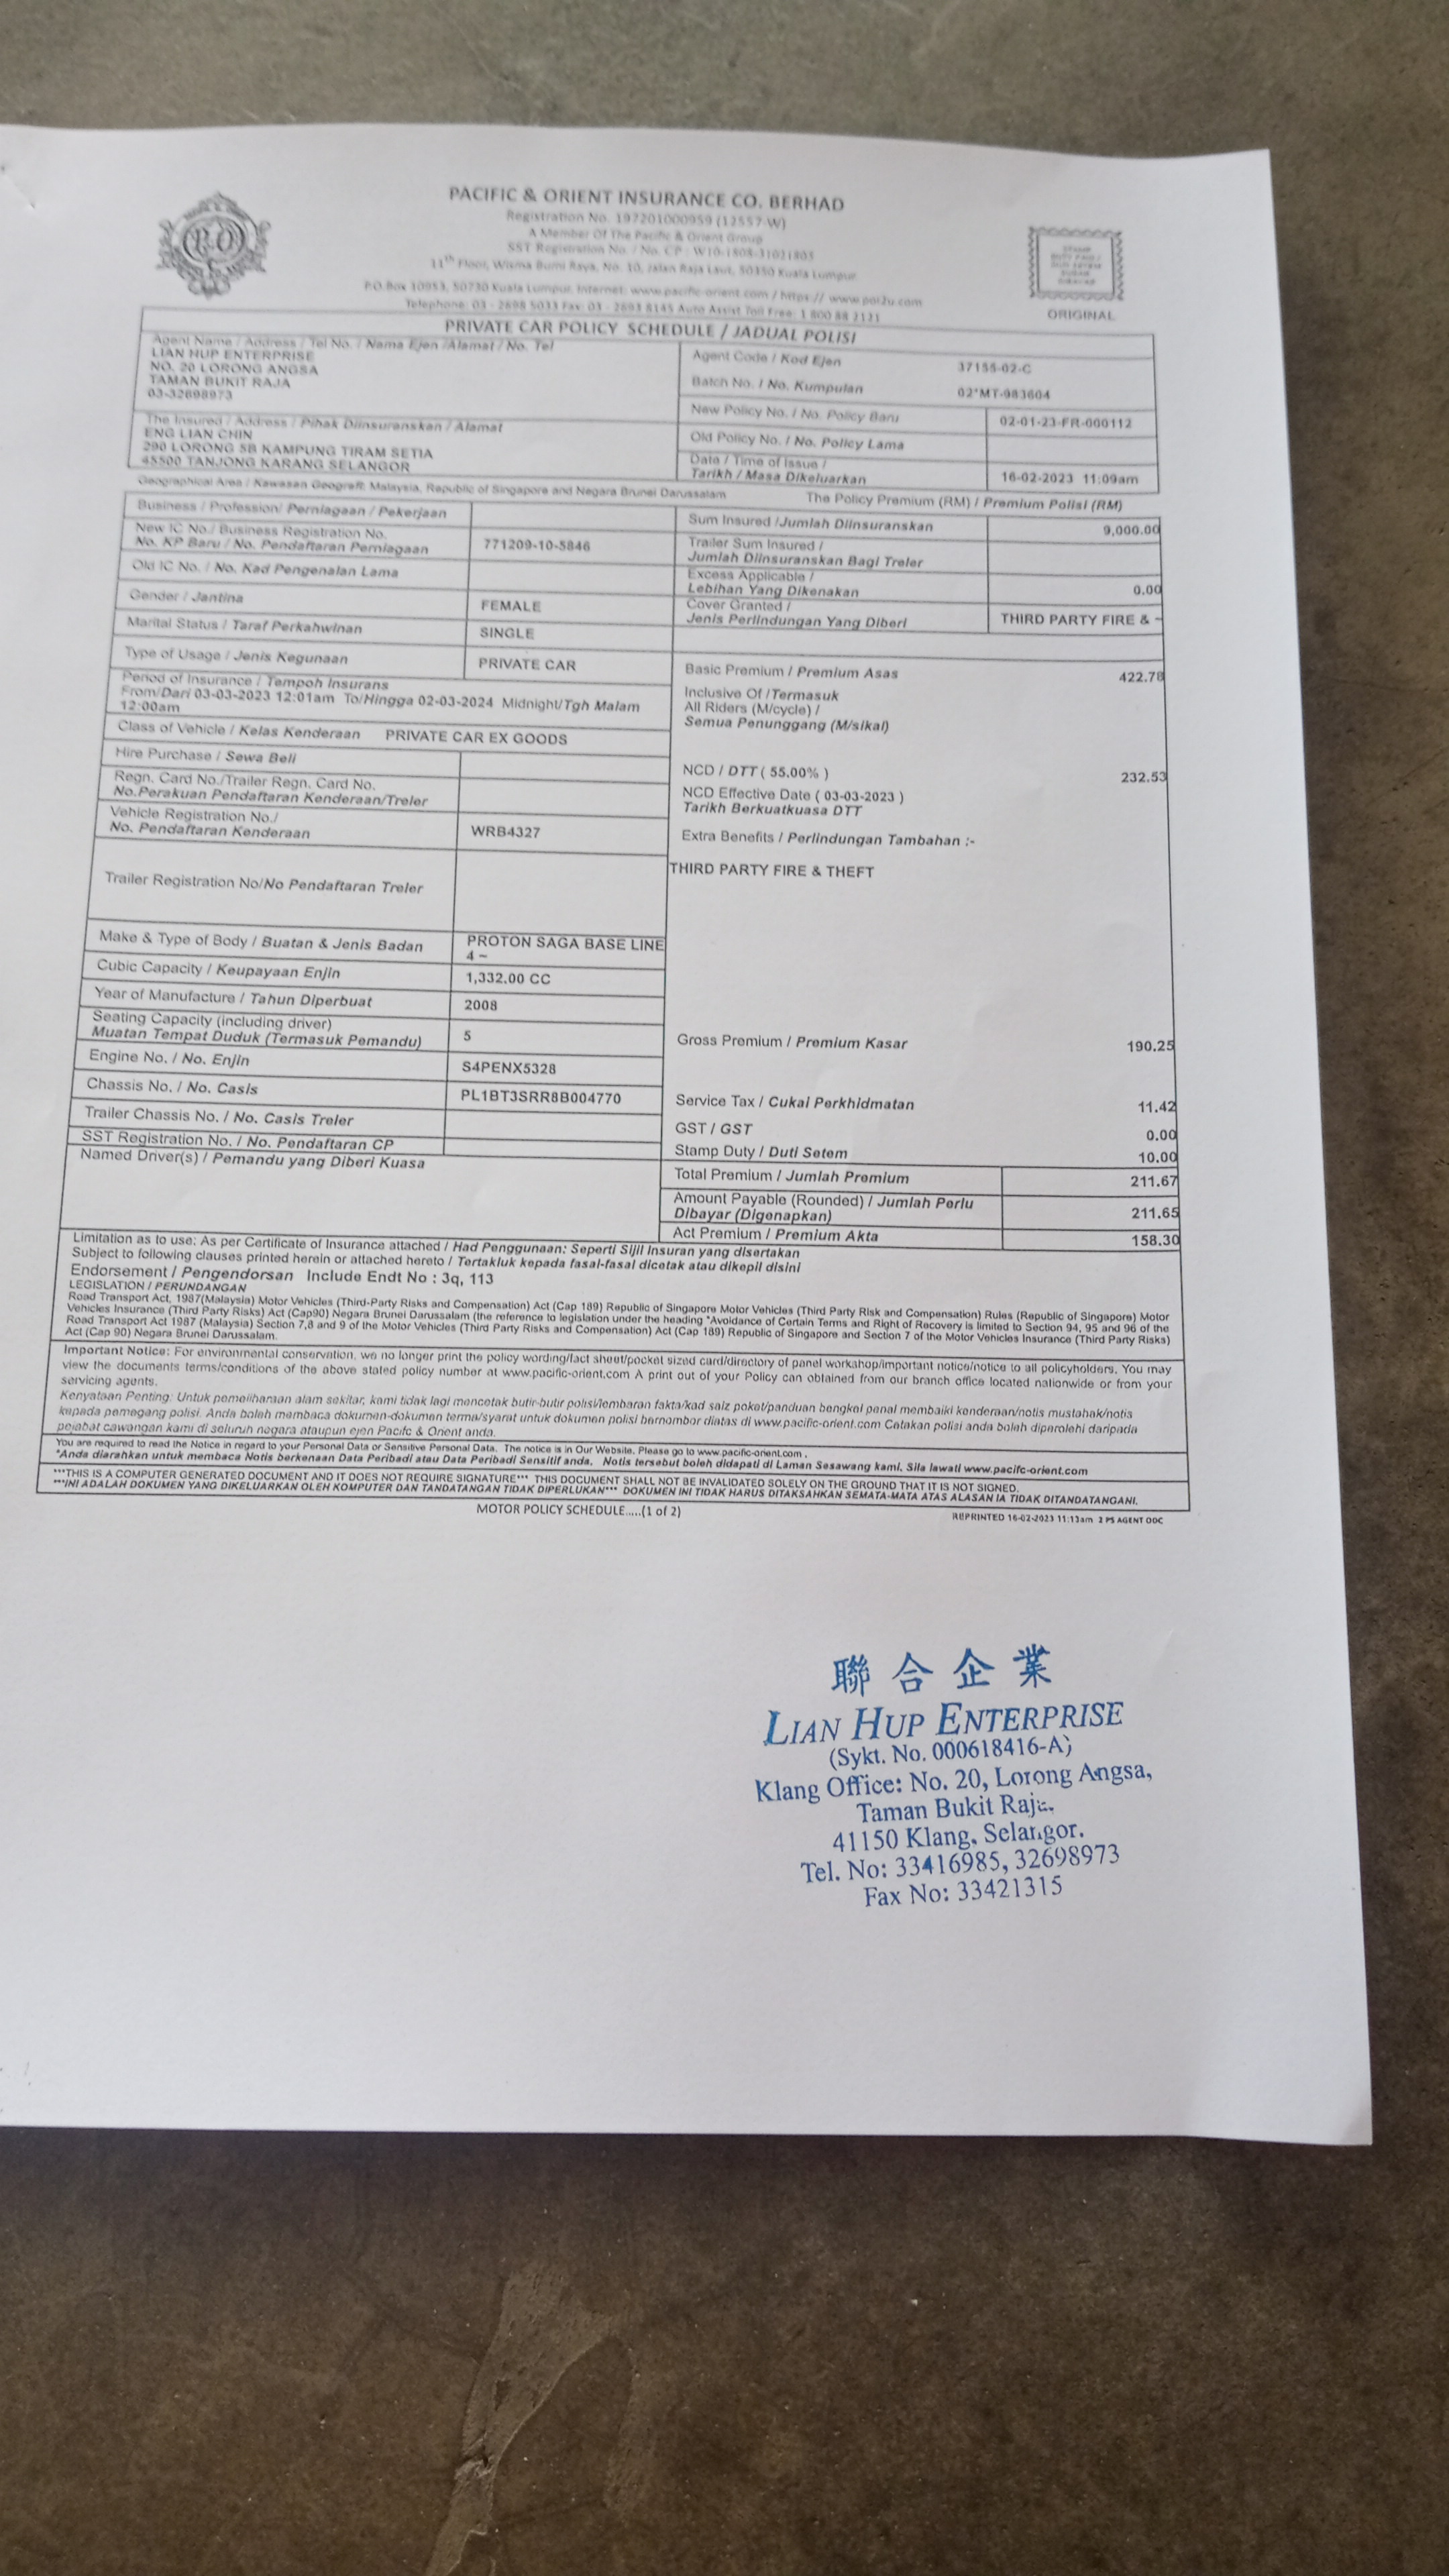 PACIFIC & ORIENT INSURANCE CO. BERHAD
Registration No. 197201000959 (12557-W)
A Member Of The Pacific & Orient Group
SST Registration No. / No. CP : W10-1808-31021803
11th Floor, Wisma Bumi Raya, No. 10, Jalan Raja Laut, 50350 Kuala Lumpur.
P.O.Box 10953, 50730 Kuala Lumpur. Internet: www.pacific-orient.com / https:// www.poi2u.com
Telephone: 03 - 2698 5033 Fax: 03 - 2693 8145 Auto Assist Toll Free: 1 800 88 2121
ORIGINAL
PRIVATE CAR POLICY SCHEDULE / JADUAL POLISI
Agent Name / Address / Tel No. / Nama Ejen /Alamat / No. Tel
LIAN HUP ENTERPRISE
NO. 20 LORONG ANGSA
TAMAN BUKIT RAJA
03-32698973
Agent Code / Kod Ejen 37155-02-C
Batch No. / No. Kumpulan 02*MT-983604
New Policy No. / No. Policy Baru 02-01-23-FR-000112
Old Policy No. / No. Policy Lama
Date / Time of Issue /
Tarikh / Masa Dikeluarkan 16-02-2023 11:09am
The Insured / Address / Pihak Diinsuranskan / Alamat
ENG LIAN CHIN
290 LORONG 5B KAMPUNG TIRAM SETIA
45500 TANJONG KARANG SELANGOR
Geographical Area / Kawasan Geografi: Malaysia, Republic of Singapore and Negara Brunei Darussalam
The Policy Premium (RM) / Premium Polisi (RM)
Business / Profession/ Perniagaan / Pekerjaan
New IC No./ Business Registration No.
No. KP Baru / No. Pendaftaran Perniagaan 771209-10-5846
Old IC No. / No. Kad Pengenalan Lama
Gender / Jantina FEMALE
Marital Status / Taraf Perkahwinan SINGLE
Type of Usage / Jenis Kegunaan PRIVATE CAR
Period of Insurance / Tempoh Insurans
From/Dari 03-03-2023 12:01am To/Hingga 02-03-2024 Midnight/Tgh Malam
12:00am
Class of Vehicle / Kelas Kenderaan PRIVATE CAR EX GOODS
Hire Purchase / Sewa Beli
Regn. Card No./Trailer Regn. Card No.
No.Perakuan Pendaftaran Kenderaan/Treler
Vehicle Registration No./
No. Pendaftaran Kenderaan WRB4327
Trailer Registration No/No Pendaftaran Treler
Make & Type of Body / Buatan & Jenis Badan PROTON SAGA BASE LINE
4 ~
Cubic Capacity / Keupayaan Enjin 1,332.00 CC
Year of Manufacture / Tahun Diperbuat 2008
Seating Capacity (including driver)
Muatan Tempat Duduk (Termasuk Pemandu) 5
Engine No. / No. Enjin S4PENX5328
Chassis No. / No. Casis PL1BT3SRR8B004770
Trailer Chassis No. / No. Casis Treler
SST Registration No. / No. Pendaftaran CP
Named Driver(s) / Pemandu yang Diberi Kuasa
Sum Insured /Jumlah Diinsuranskan 9,000.00
Trailer Sum Insured /
Jumlah Diinsuranskan Bagi Treler
Excess Applicable /
Lebihan Yang Dikenakan 0.00
Cover Granted /
Jenis Perlindungan Yang Diberi THIRD PARTY FIRE & ~
Basic Premium / Premium Asas 422.78
Inclusive Of /Termasuk
All Riders (M/cycle) /
Semua Penunggang (M/sikal)
NCD / DTT ( 55.00% ) 232.53
NCD Effective Date ( 03-03-2023 )
Tarikh Berkuatkuasa DTT
Extra Benefits / Perlindungan Tambahan :-
THIRD PARTY FIRE & THEFT
Gross Premium / Premium Kasar 190.25
Service Tax / Cukai Perkhidmatan 11.42
GST / GST 0.00
Stamp Duty / Duti Setem 10.00
Total Premium / Jumlah Premium 211.67
Amount Payable (Rounded) / Jumlah Perlu
Dibayar (Digenapkan) 211.65
Act Premium / Premium Akta 158.30
Limitation as to use: As per Certificate of Insurance attached / Had Penggunaan: Seperti Sijil Insuran yang disertakan
Subject to following clauses printed herein or attached hereto / Tertakluk kepada fasal-fasal dicetak atau dikepil disini
Endorsement / Pengendorsan Include Endt No : 3q, 113
LEGISLATION / PERUNDANGAN
Road Transport Act, 1987(Malaysia) Motor Vehicles (Third-Party Risks and Compensation) Act (Cap 189) Republic of Singapore Motor Vehicles (Third Party Risk and Compensation) Rules (Republic of Singapore) Motor
Vehicles Insurance (Third Party Risks) Act (Cap90) Negara Brunei Darussalam (the reference to legislation under the heading "Avoidance of Certain Terms and Right of Recovery is limited to Section 94, 95 and 96 of the
Road Transport Act 1987 (Malaysia) Section 7,8 and 9 of the Motor Vehicles (Third Party Risks and Compensation) Act (Cap 189) Republic of Singapore and Section 7 of the Motor Vehicles Insurance (Third Party Risks)
Act (Cap 90) Negara Brunei Darussalam.
Important Notice: For environmental conservation, we no longer print the policy wording/fact sheet/pocket sized card/directory of panel workshop/important notice/notice to all policyholders. You may
view the documents terms/conditions of the above stated policy number at www.pacific-orient.com A print out of your Policy can obtained from our branch office located nationwide or from your
servicing agents.
Kenyataan Penting: Untuk pemeliharaan alam sekitar, kami tidak lagi mencetak butir-butir polisi/lembaran fakta/kad saiz poket/panduan bengkel panel membaiki kenderaan/notis mustahak/notis
kepada pemegang polisi. Anda boleh membaca dokumen-dokumen terma/syarat untuk dokumen polisi bernombor diatas di www.pacific-orient.com Cetakan polisi anda boleh diperolehi daripada
pejabat cawangan kami di seluruh negara ataupun ejen Pacifc & Orient anda.
You are required to read the Notice in regard to your Personal Data or Sensitive Personal Data. The notice is in Our Website. Please go to www.pacific-orient.com .
*Anda diarahkan untuk membaca Notis berkenaan Data Peribadi atau Data Peribadi Sensitif anda. Notis tersebut boleh didapati di Laman Sesawang kami. Sila lawati www.pacifc-orient.com
***THIS IS A COMPUTER GENERATED DOCUMENT AND IT DOES NOT REQUIRE SIGNATURE*** THIS DOCUMENT SHALL NOT BE INVALIDATED SOLELY ON THE GROUND THAT IT IS NOT SIGNED.
***INI ADALAH DOKUMEN YANG DIKELUARKAN OLEH KOMPUTER DAN TANDATANGAN TIDAK DIPERLUKAN*** DOKUMEN INI TIDAK HARUS DITAKSAHKAN SEMATA-MATA ATAS ALASAN IA TIDAK DITANDATANGANI.
MOTOR POLICY SCHEDULE.....(1 of 2)
REPRINTED 16-02-2023 11:13am 2 PS AGENT ODC
聯合企業
LIAN HUP ENTERPRISE
(Sykt. No. 000618416-A)
Klang Office: No. 20, Lorong Angsa,
Taman Bukit Raja.
41150 Klang, Selangor.
Tel. No: 33416985, 32698973
Fax No: 33421315